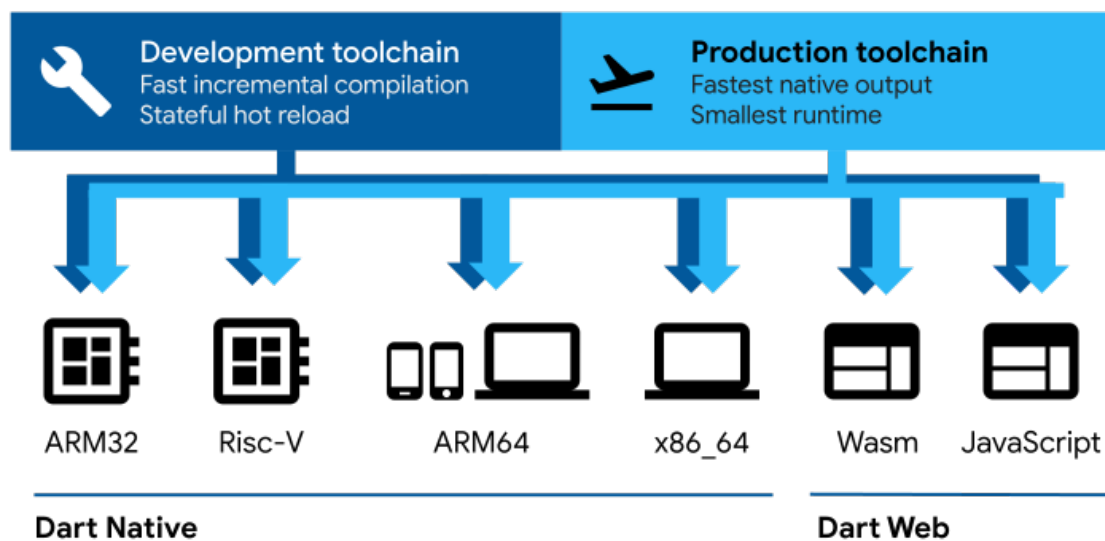 Development toolchain
Fast incremental compilation
Stateful hot reload
Production toolchain
Fastest native output
Smallest runtime
ARM32
Risc-V
ARM64
x86_64
Wasm
JavaScript
Dart Native
Dart Web